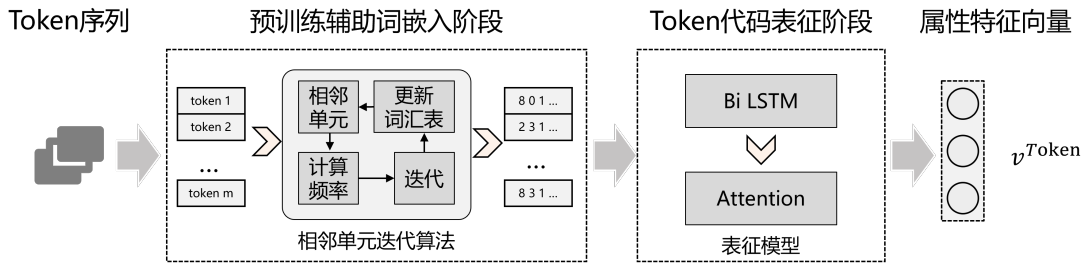 Token序列
预训练辅助词嵌入阶段
Token代码表征阶段
属性特征向量
token 1
token 2
...
token m
相邻
单元
更新
词汇表
计算
频率
迭代
相邻单元迭代算法
8 0 1 ...
2 3 1 ...
...
8 3 1 ...
Bi LSTM
Attention
表征模型
v^Token